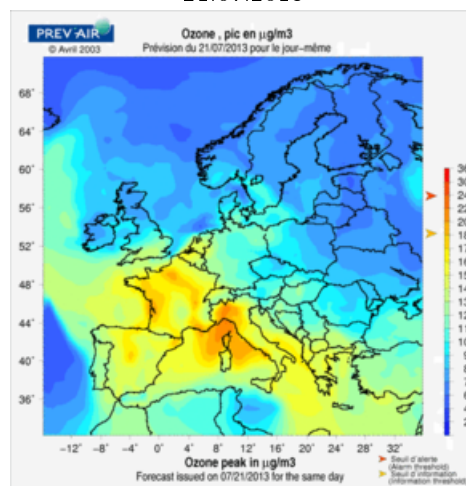 PREV'AIR
© Avril 2003
Ozone , pic en µg/m3
Prévision du 21/07/2013 pour le jour−même
68°
64°
60°
56°
52°
48°
44°
40°
36°
−12° −8° −4° 0° 4° 8° 12° 16° 20° 24° 28° 32°
Ozone peak in µg/m3
Forecast issued on 07/21/2013 for the same day
Seuil d'alerte
(Alarm threshold)
Seuil d'information
(Information threshold)